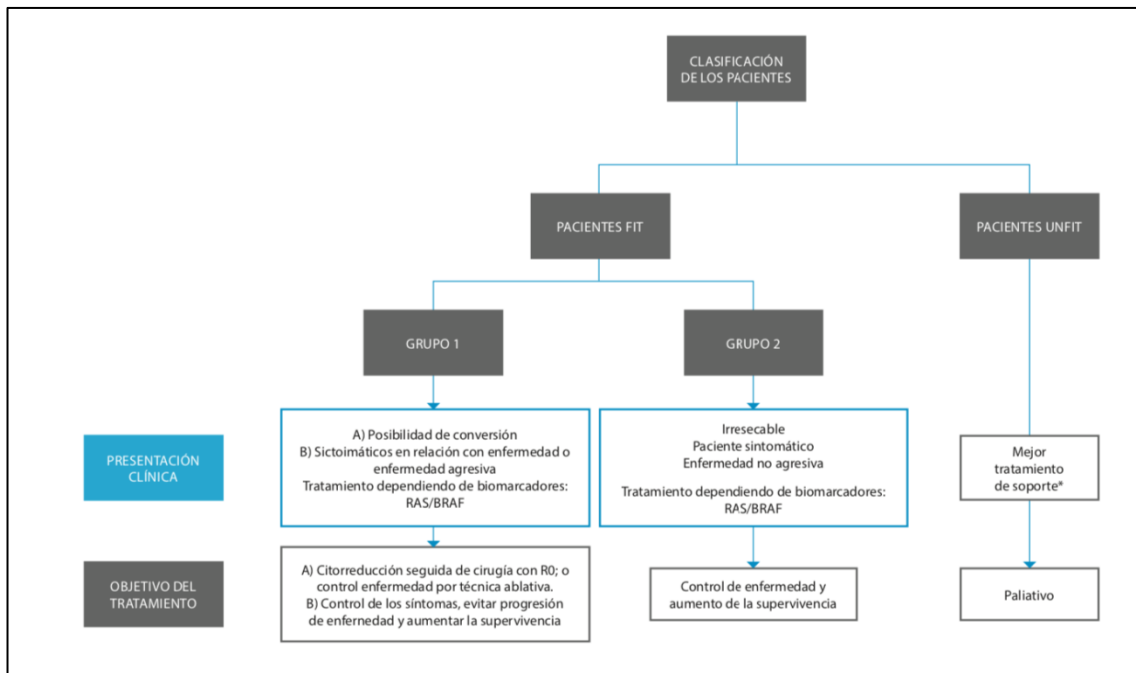 CLASIFICACIÓN
DE LOS PACIENTES
PACIENTES FIT
PACIENTES UNFIT
GRUPO 1
GRUPO 2
PRESENTACIÓN
CLÍNICA
A) Posibilidad de conversión
B) Sictoimáticos en relación con enfermedad o
enfermedad agresiva
Tratamiento dependiendo de biomarcadores:
RAS/BRAF
Irresecable
Paciente sintomático
Enfermedad no agresiva
Tratamiento dependiendo de biomarcadores:
RAS/BRAF
Mejor
tratamiento
de soporte*
OBJETIVO DEL
TRATAMIENTO
A) Citorreducción seguida de cirugía con R0; o
control enfermedad por técnica ablativa.
B) Control de los síntomas, evitar progresión
de enfernedad y aumentar la supervivencia
Control de enfermedad y
aumento de la supervivencia
Paliativo